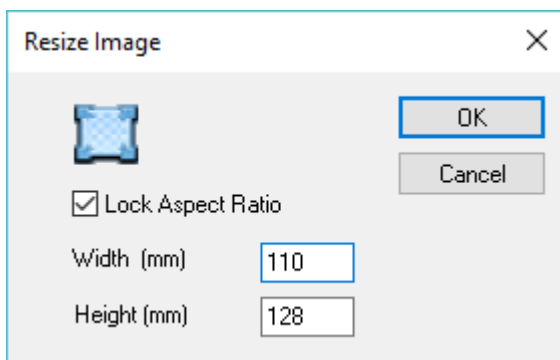 Resize Image
OK
Cancel
Lock Aspect Ratio
Width (mm) 110
Height (mm) 128